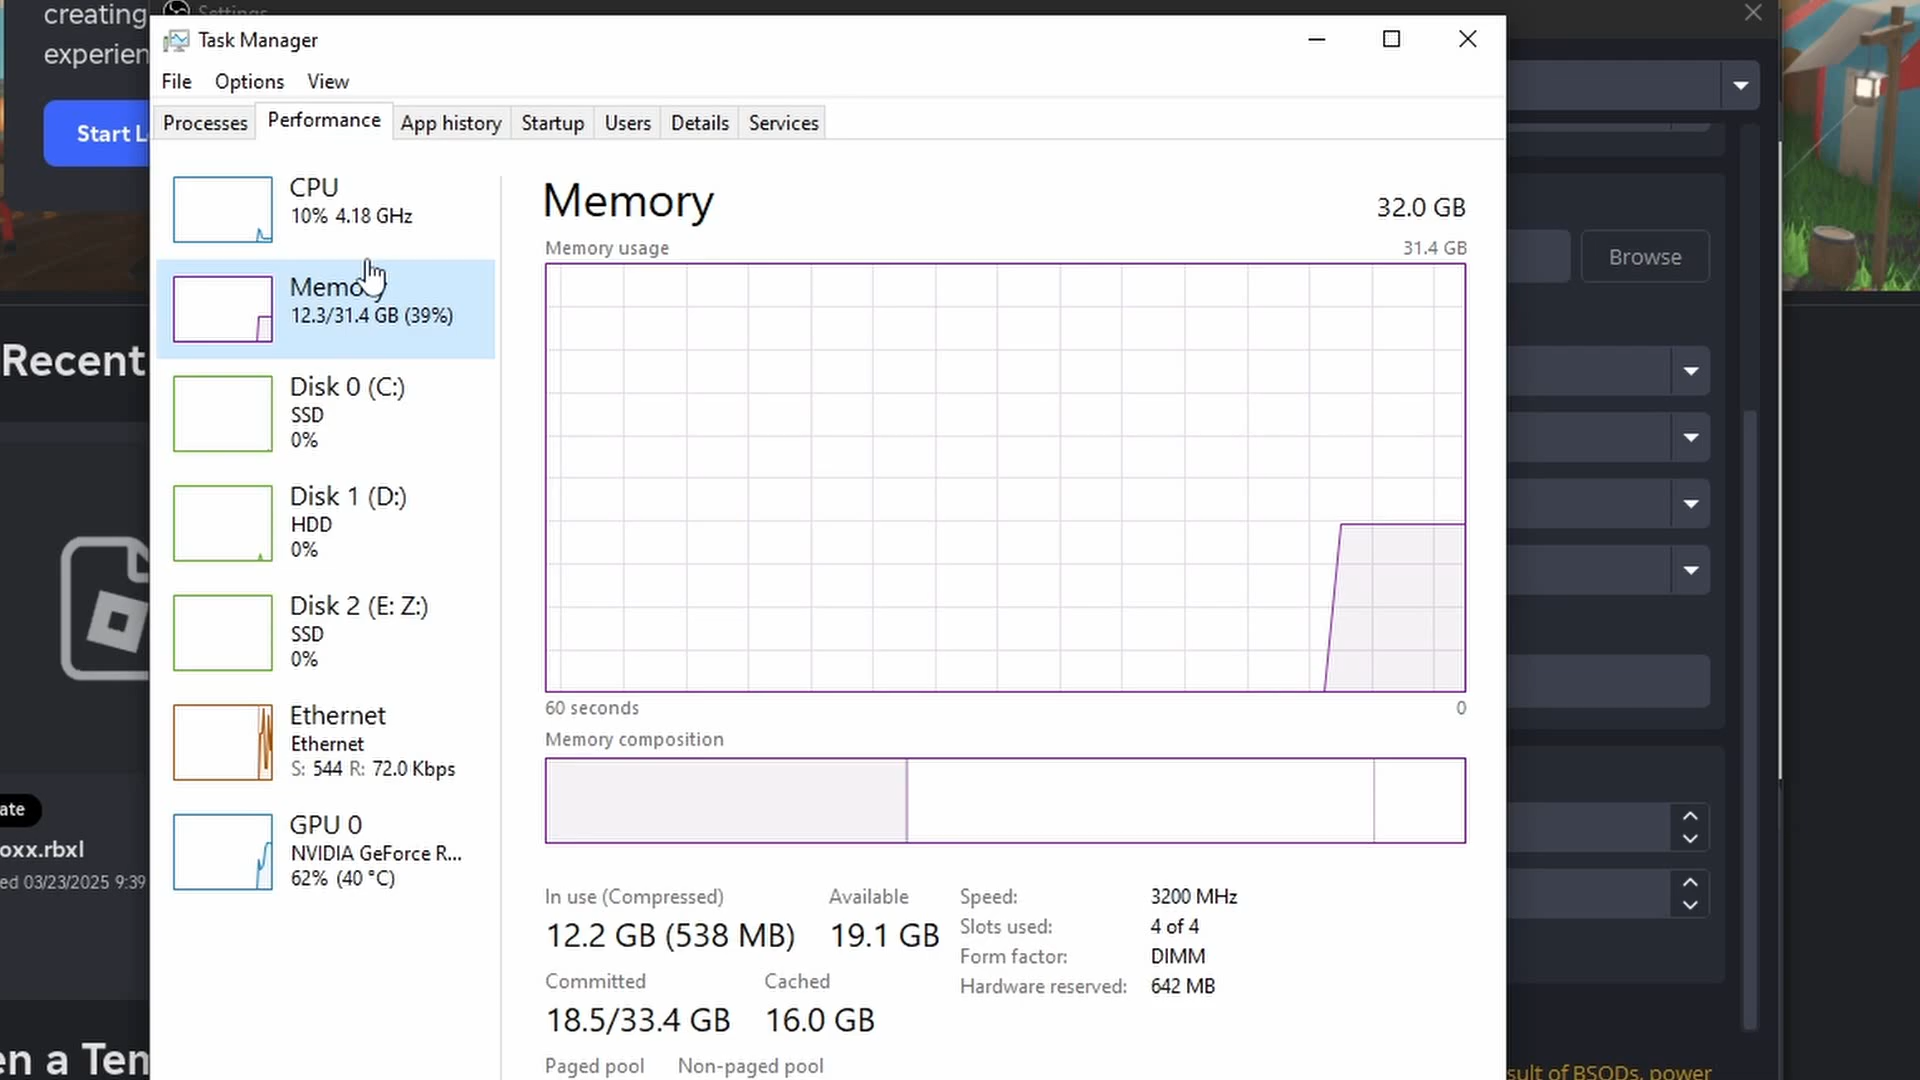 creating
experien
Start L
Settings
Task Manager
File Options View
Processes Performance App history Startup Users Details Services
CPU
10% 4.18 GHz
Memory
12.3/31.4 GB (39%)
Disk 0 (C:)
SSD
0%
Disk 1 (D:)
HDD
0%
Disk 2 (E: Z:)
SSD
0%
Ethernet
Ethernet
S: 544 R: 72.0 Kbps
GPU 0
NVIDIA GeForce R...
62% (40 °C)
Memory
32.0 GB
Memory usage
31.4 GB
60 seconds
0
Memory composition
In use (Compressed)
12.2 GB (538 MB)
Available
19.1 GB
Committed
18.5/33.4 GB
Cached
16.0 GB
Paged pool
Non-paged pool
Speed: 3200 MHz
Slots used: 4 of 4
Form factor: DIMM
Hardware reserved: 642 MB
Browse
Recent
ate
oxx.rbxl
ed 03/23/2025 9:39
en a Tem
sult of BSODs, power